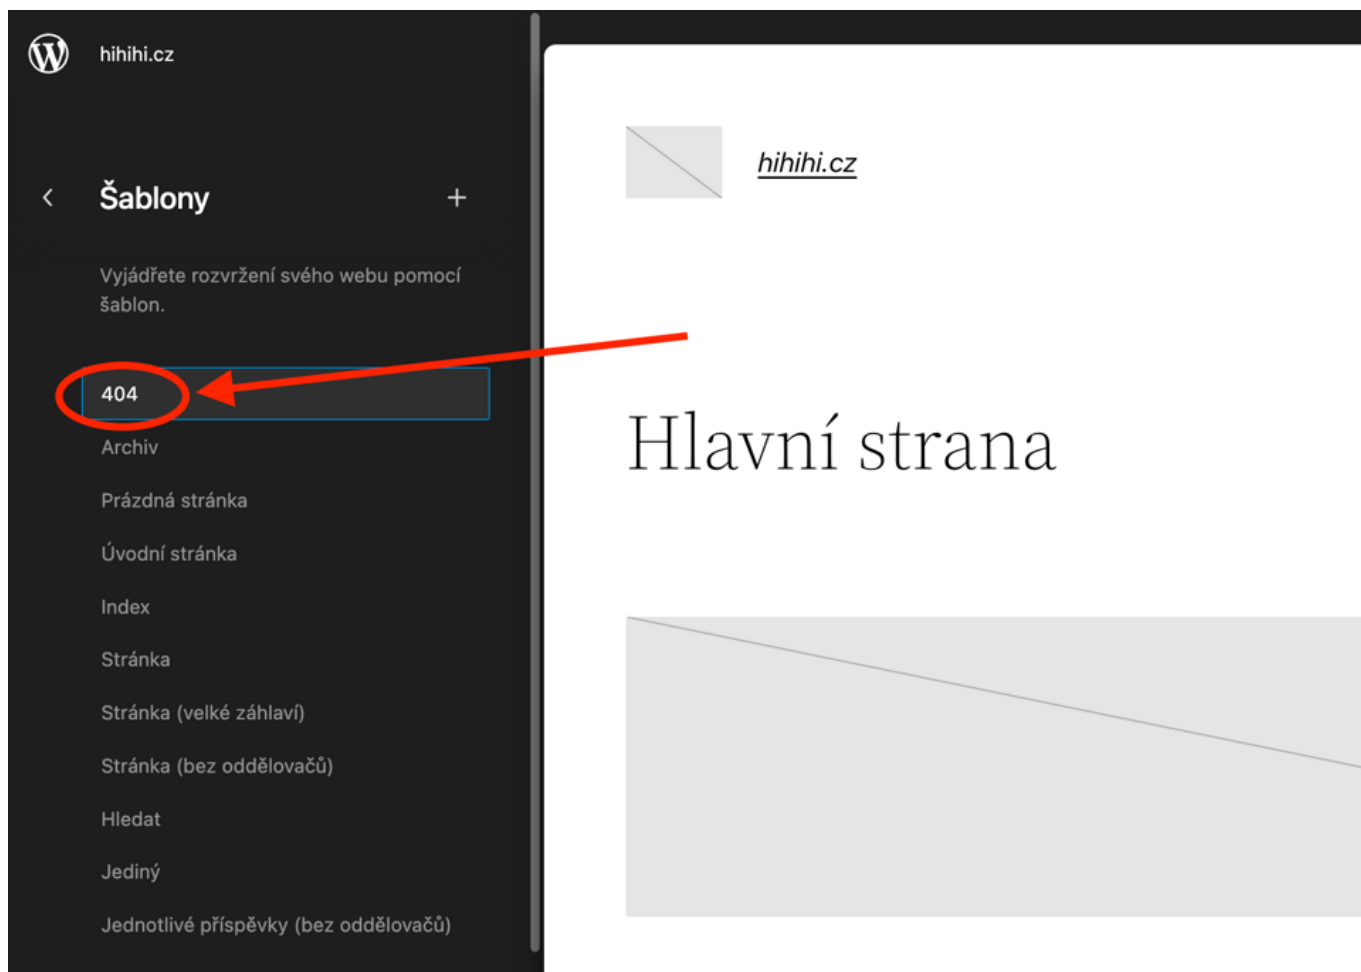 hihihi.cz
Šablony
Vyjádřete rozvržení svého webu pomocí
šablon.
404
Archiv
Prázdná stránka
Úvodní stránka
Index
Stránka
Stránka (velké záhlaví)
Stránka (bez oddělovačů)
Hledat
Jediný
Jednotlivé příspěvky (bez oddělovačů)
hihihi.cz
Hlavní strana